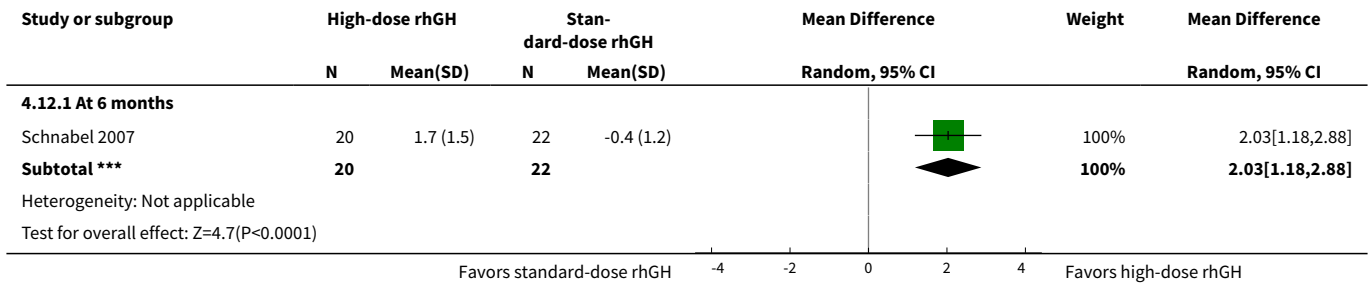 Study or subgroup High-dose rhGH Stan- Mean Difference Weight Mean Difference
dard-dose rhGH
N Mean(SD) N Mean(SD) Random, 95% CI Random, 95% CI
4.12.1 At 6 months
Schnabel 2007 20 1.7 (1.5) 22 -0.4 (1.2) 100% 2.03[1.18,2.88]
Subtotal *** 20 22 100% 2.03[1.18,2.88]
Heterogeneity: Not applicable
Test for overall effect: Z=4.7(P<0.0001)
Favors standard-dose rhGH -4 -2 0 2 4 Favors high-dose rhGH